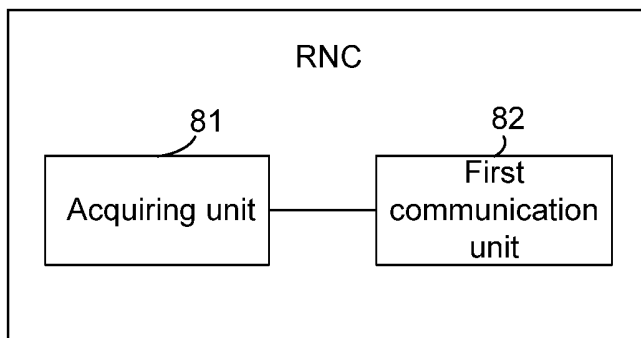 RNC
81
82
Acquiring unit
First
communication
unit